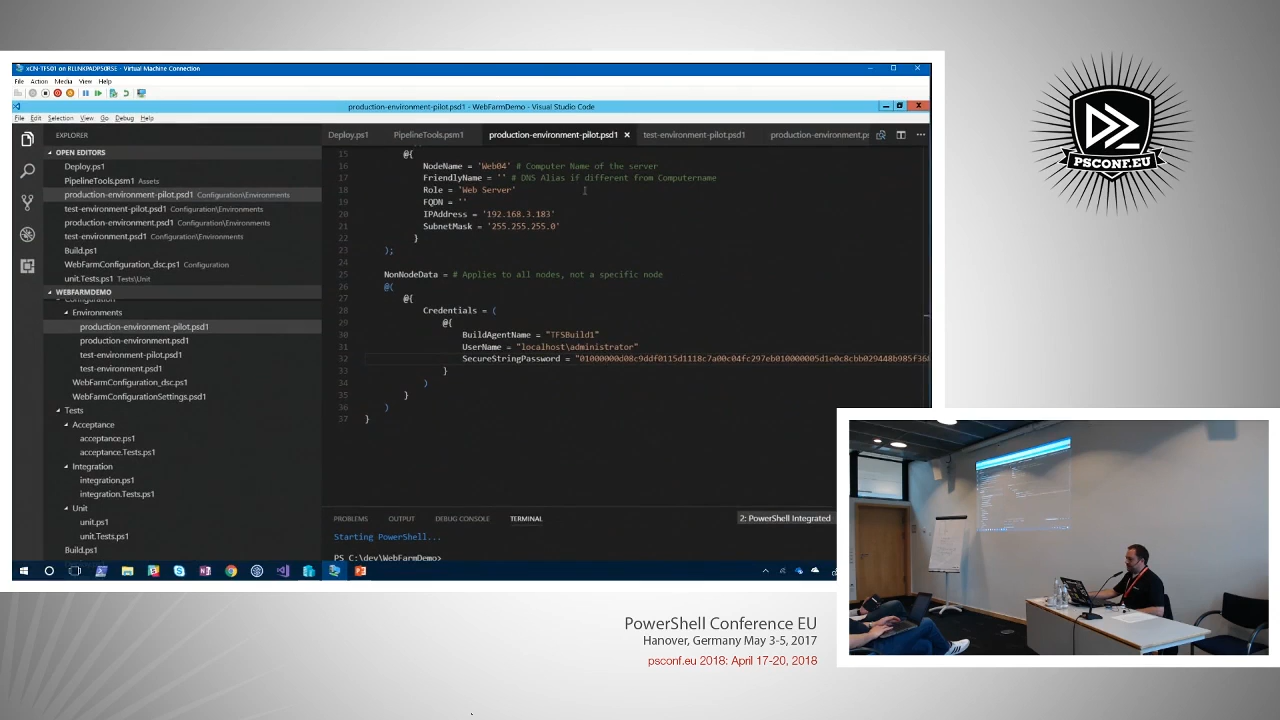 xCN-TFS01 on RLLNKPADP50RSE - Virtual Machine Connection
File Action Media View Help
production-environment-pilot.psd1 - WebFarmDemo - Visual Studio Code
File Edit Selection View Go Debug Help
EXPLORER
OPEN EDITORS
Deploy.ps1
PipelineTools.psm1 Assets
production-environment-pilot.psd1 Configuration\Environments
test-environment-pilot.psd1 Configuration\Environments
production-environment.psd1 Configuration\Environments
test-environment.psd1 Configuration\Environments
Build.ps1
WebFarmConfiguration_dsc.ps1 Configuration
unit.Tests.ps1 Tests\Unit
WEBFARMDEMO
Configuration
Environments
production-environment-pilot.psd1
production-environment.psd1
test-environment-pilot.psd1
test-environment.psd1
WebFarmConfiguration_dsc.ps1
WebFarmConfigurationSettings.psd1
Tests
Acceptance
acceptance.ps1
acceptance.Tests.ps1
Integration
integration.ps1
integration.Tests.ps1
Unit
unit.ps1
unit.Tests.ps1
Build.ps1
Deploy.ps1 PipelineTools.psm1 production-environment-pilot.psd1 test-environment-pilot.psd1 production-environment.ps
15 @{
16 NodeName = 'Web04' # Computer Name of the server
17 FriendlyName = '' # DNS Alias if different from Computername
18 Role = 'Web Server'
19 FQDN = ''
20 IPAddress = '192.168.3.183'
21 SubnetMask = '255.255.255.0'
22 }
23 );
24
25 NonNodeData = # Applies to all nodes, not a specific node
26 @(
27 @{
28 Credentials = (
29 @{
30 BuildAgentName = "TFSBuild1"
31 UserName = "localhost\administrator"
32 SecureStringPassword = "01000000d08c9ddf0115d1118c7a00c04fc297eb010000005d1e0c8cbb029448b985f368
33 }
34 )
35 }
36 )
37 }
PROBLEMS OUTPUT DEBUG CONSOLE TERMINAL 2: PowerShell Integrated
Starting PowerShell...
PS C:\dev\WebFarmDemo>
PSCONF.EU
PowerShell Conference EU
Hanover, Germany May 3-5, 2017
psconf.eu 2018: April 17-20, 2018